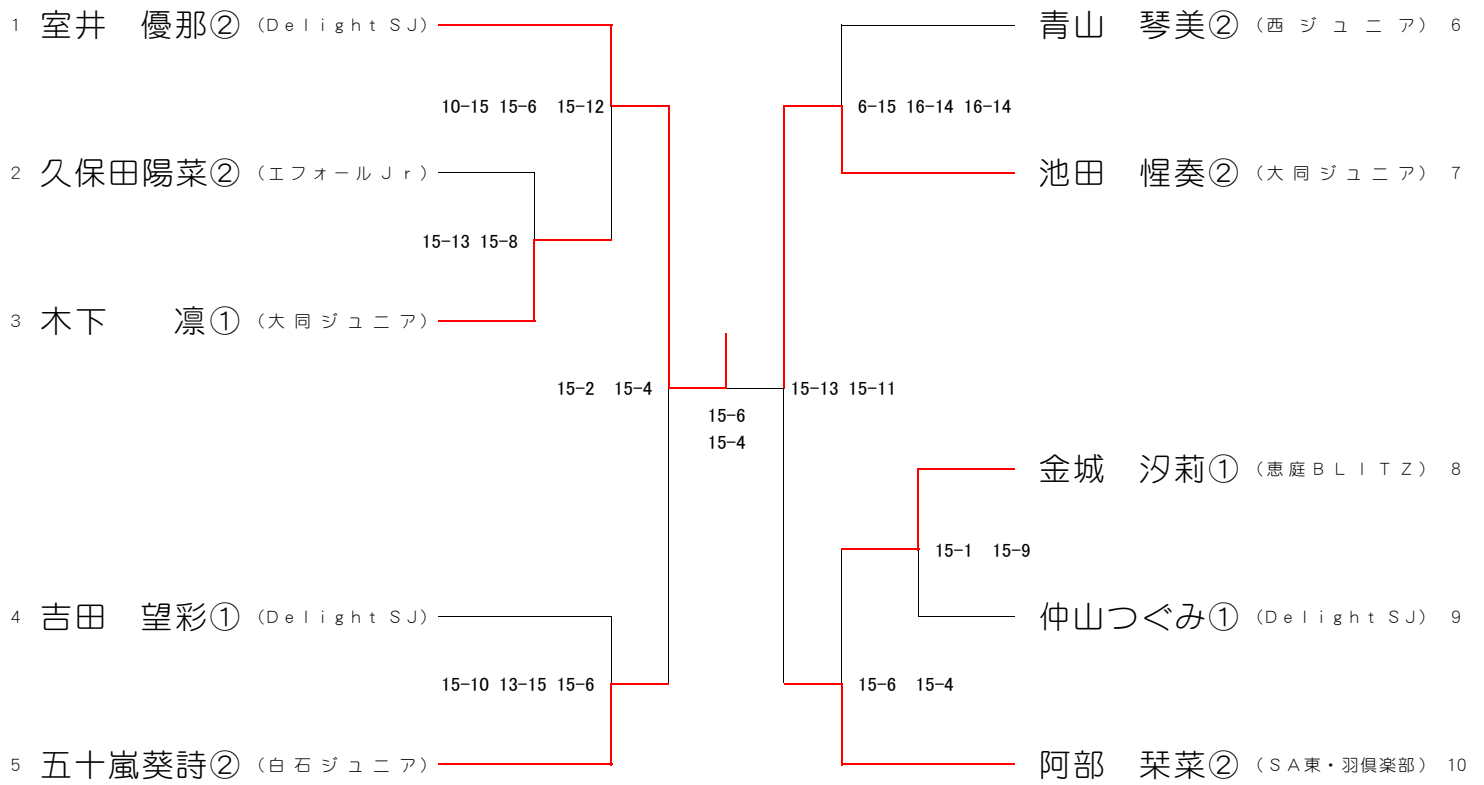 1 室井　優那② （Delight SJ）
10-15 15-6 15-12
2 久保田陽菜② （エフォールＪｒ）
15-13 15-8
3 木下　　凛① （大同ジュニア）
15-2 15-4
4 吉田　望彩① （Delight SJ）
15-10 13-15 15-6
5 五十嵐葵詩② （白石ジュニア）
15-6
15-4
青山　琴美② （西ジュニア） 6
6-15 16-14 16-14
池田　惺奏② （大同ジュニア） 7
15-13 15-11
金城　汐莉① （恵庭ＢＬＩＴＺ） 8
15-1 15-9
仲山つぐみ① （Delight SJ） 9
15-6 15-4
阿部　栞菜② （ＳＡ東・羽倶楽部） 10